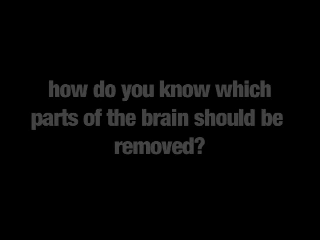 how do you know which
parts of the brain should be
removed?